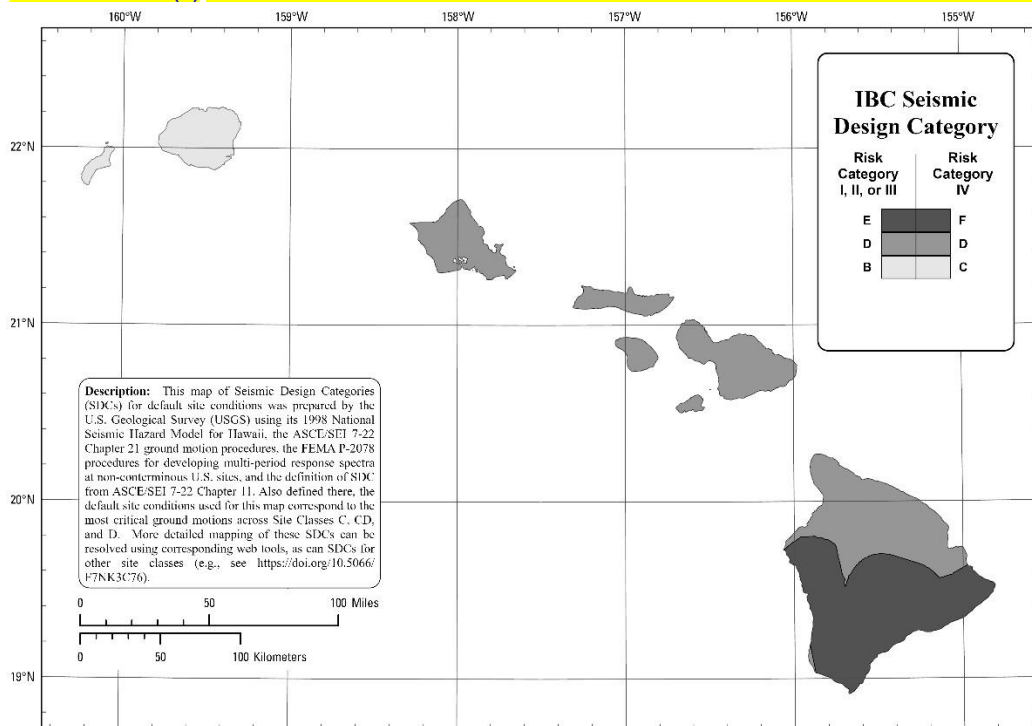 160°W 159°W 158°W 157°W 156°W 155°W
22°N
21°N
20°N
19°N
IBC Seismic
Design Category
Risk
Category
I, II, or III
Risk
Category
IV
E F
D D
B C
Description: This map of Seismic Design Categories
(SDCs) for default site conditions was prepared by the
U.S. Geological Survey (USGS) using its 1998 National
Seismic Hazard Model for Hawaii, the ASCE/SEI 7-22
Chapter 21 ground motion procedures, the FEMA P-2078
procedures for developing multi-period response spectra
at non-conterminous U.S. sites, and the definition of SDC
from ASCE/SEI 7-22 Chapter 11. Also defined there, the
default site conditions used for this map correspond to the
most critical ground motions across Site Classes C, CD,
and D. More detailed mapping of these SDCs can be
resolved using corresponding web tools, as can SDCs for
other site classes (e.g., see https://doi.org/10.5066/
F7NK3C76).
0 50 100 Miles
0 50 100 Kilometers